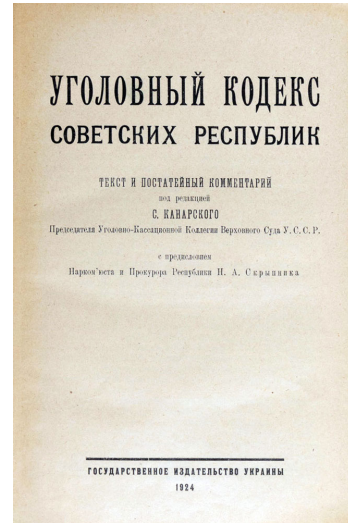 УГОЛОВНЫЙ КОДЕКС
СОВЕТСКИХ РЕСПУБЛИК
ТЕКСТ И ПОСТАТЕЙНЫЙ КОММЕНТАРИЙ
под редакцией
С. КАНАРСКОГО
Председателя Уголовно-Кассационной Коллегии Верховного Суда У. С. С. Р.
с предисловием
Нарком'юста и Прокурора Республики Н. А. Скрыпника
ГОСУДАРСТВЕННОЕ ИЗДАТЕЛЬСТВО УКРАИНЫ
1924